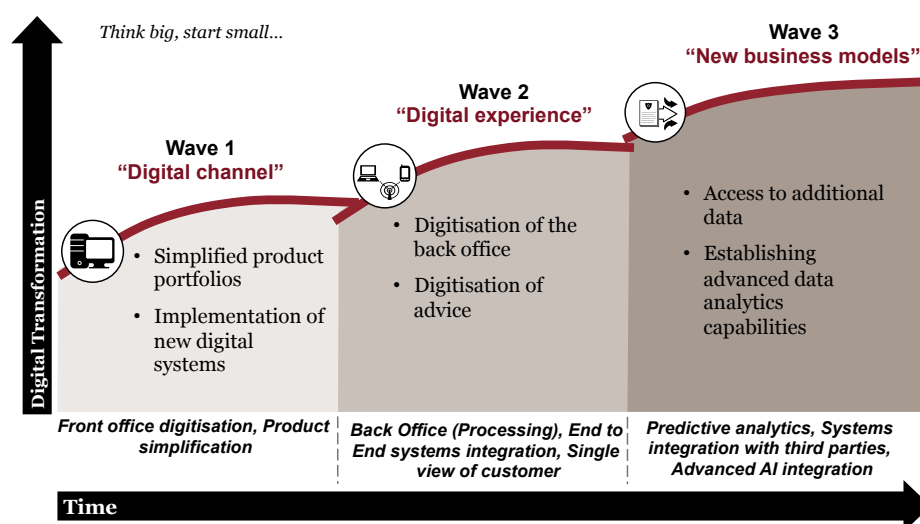 Think big, start small...
Wave 1
“Digital channel”
Wave 2
“Digital experience”
Wave 3
“New business models”
• Simplified product
portfolios
• Implementation of
new digital
systems
• Digitisation of the
back office
• Digitisation of
advice
• Access to additional
data
• Establishing
advanced data
analytics
capabilities
Digital Transformation
Front office digitisation, Product
simplification
Back Office (Processing), End to
End systems integration, Single
view of customer
Predictive analytics, Systems
integration with third parties,
Advanced AI integration
Time